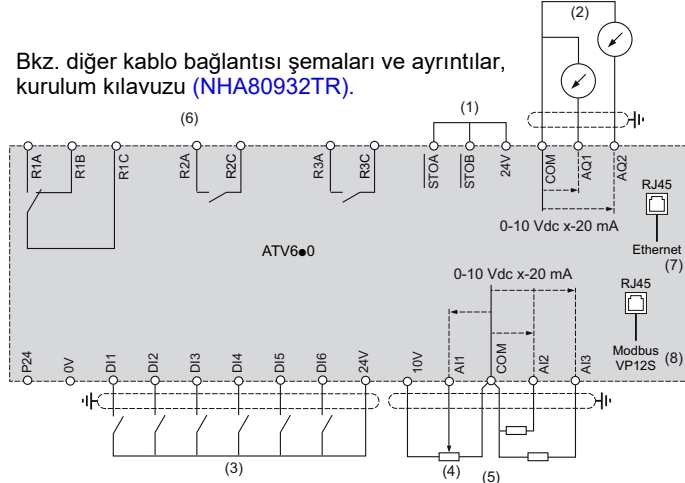 (2)
Bkz. diğer kablo bağlantısı şemaları ve ayrıntılar,
kurulum kılavuzu (NHA80932TR).
(6)
(1)
R1A
R1B
R1C
R2A
R2C
R3A
R3C
STOA
STOB
24V
COM
AQ1
AQ2
RJ45
0-10 Vdc x-20 mA
Ethernet
(7)
ATV6●0
0-10 Vdc x-20 mA
RJ45
Modbus
VP12S
(8)
P24
0V
DI1
DI2
DI3
DI4
DI5
DI6
24V
10V
AI1
COM
AI2
AI3
(3)
(4)
(5)